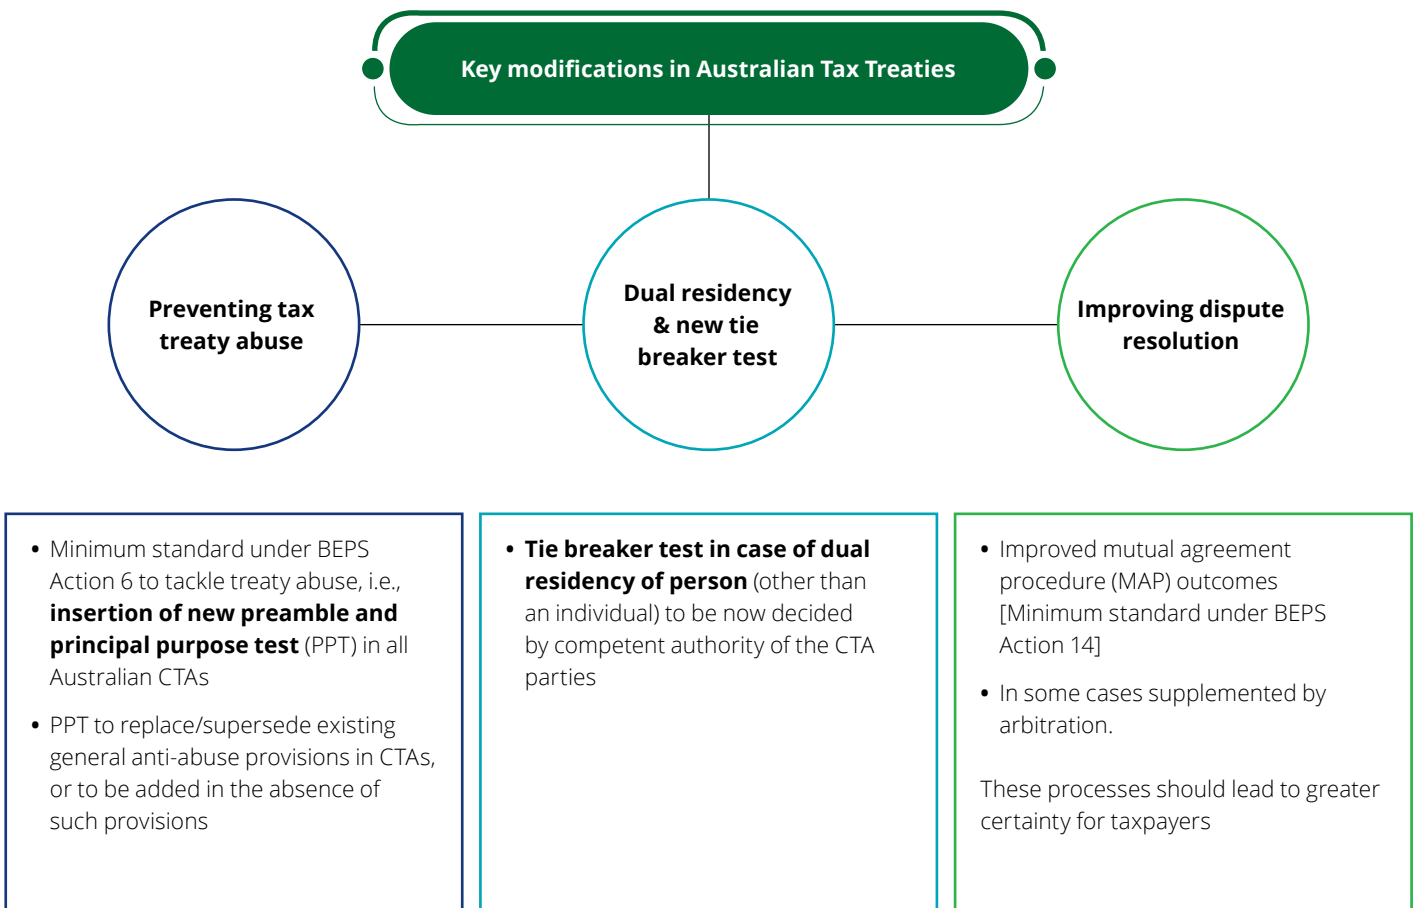 Key modifications in Australian Tax Treaties
Preventing tax
treaty abuse
Dual residency
& new tie
breaker test
Improving dispute
resolution
• Minimum standard under BEPS
Action 6 to tackle treaty abuse, i.e.,
insertion of new preamble and
principal purpose test (PPT) in all
Australian CTAs
• PPT to replace/supersede existing
general anti-abuse provisions in CTAs,
or to be added in the absence of
such provisions
• Tie breaker test in case of dual
residency of person (other than
an individual) to be now decided
by competent authority of the CTA
parties
• Improved mutual agreement
procedure (MAP) outcomes
[Minimum standard under BEPS
Action 14]
• In some cases supplemented by
arbitration.
These processes should lead to greater
certainty for taxpayers